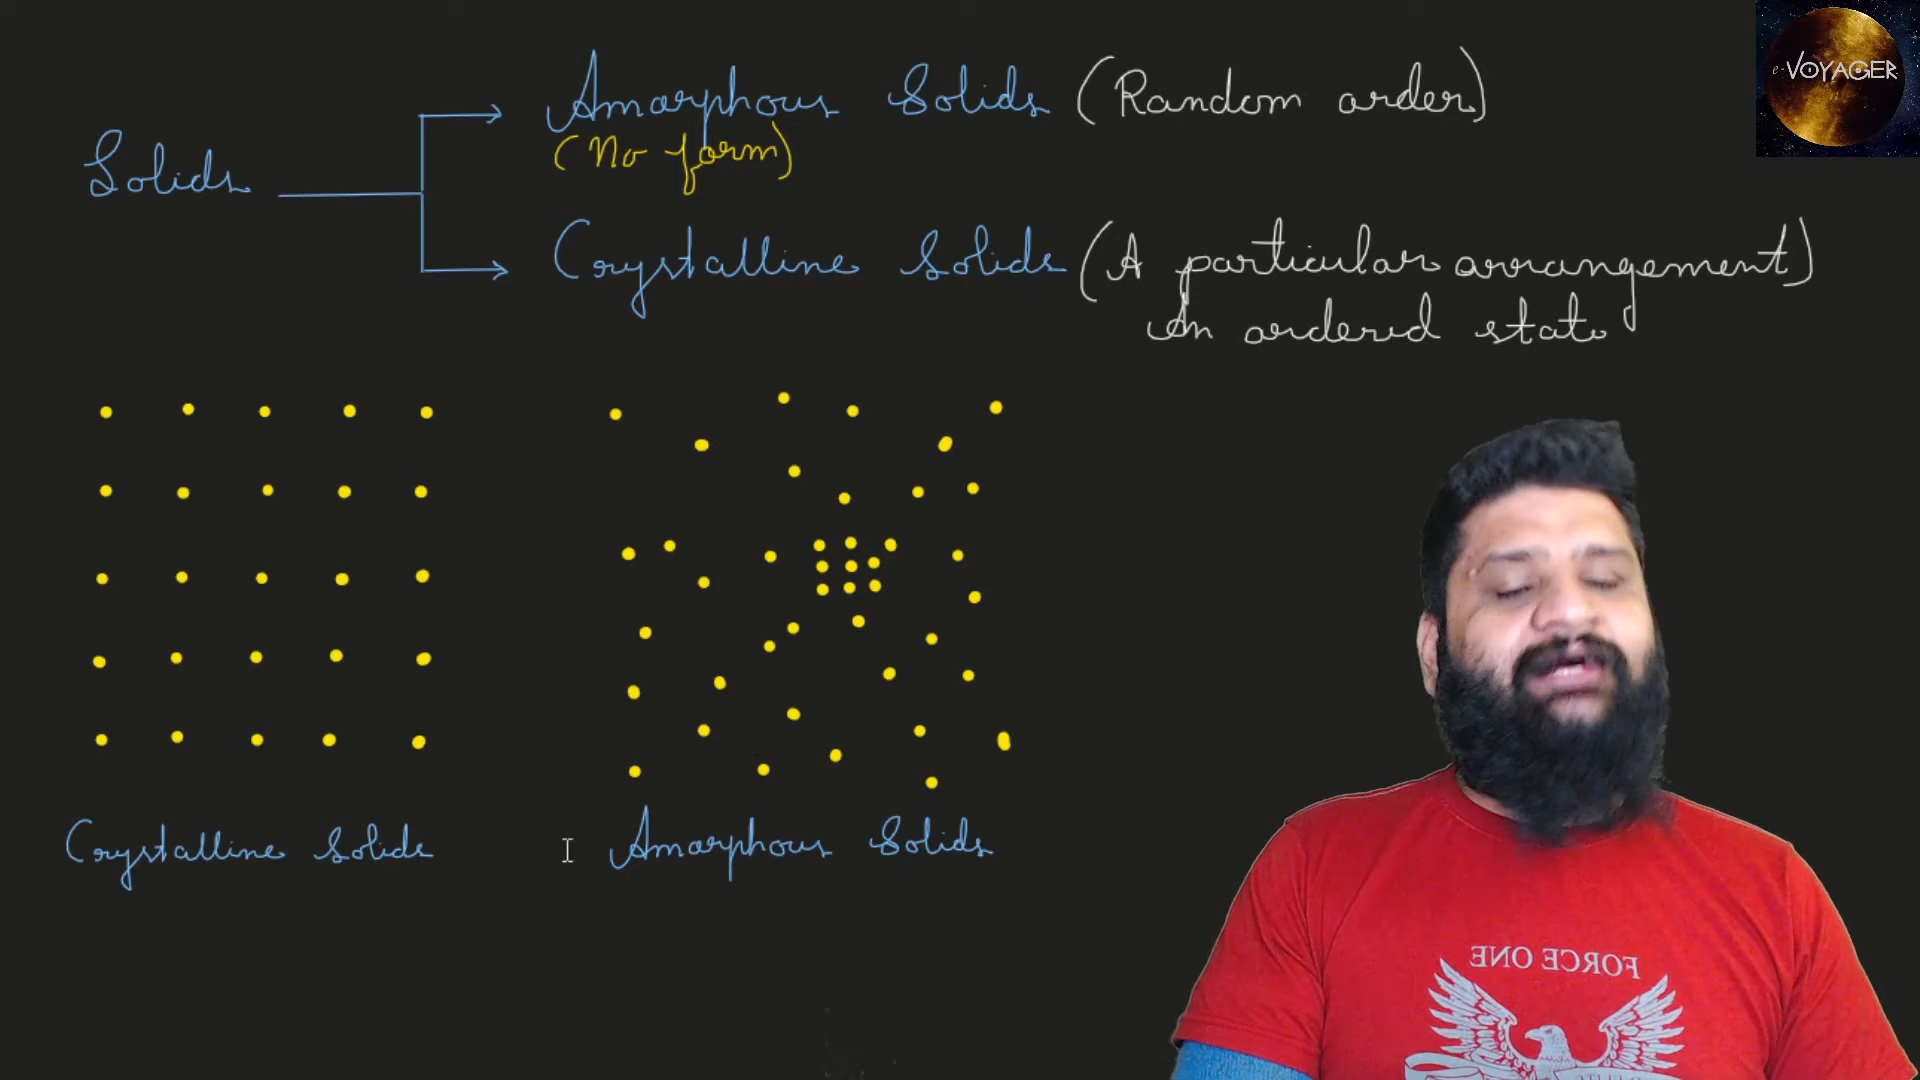 Amorphous Solids (Random order)
(No form)
Solids
Crystalline Solids (A particular arrangement)
An ordered state
Crystalline Solids
Amorphous Solids
e-VOYAGER
FORCE ONE